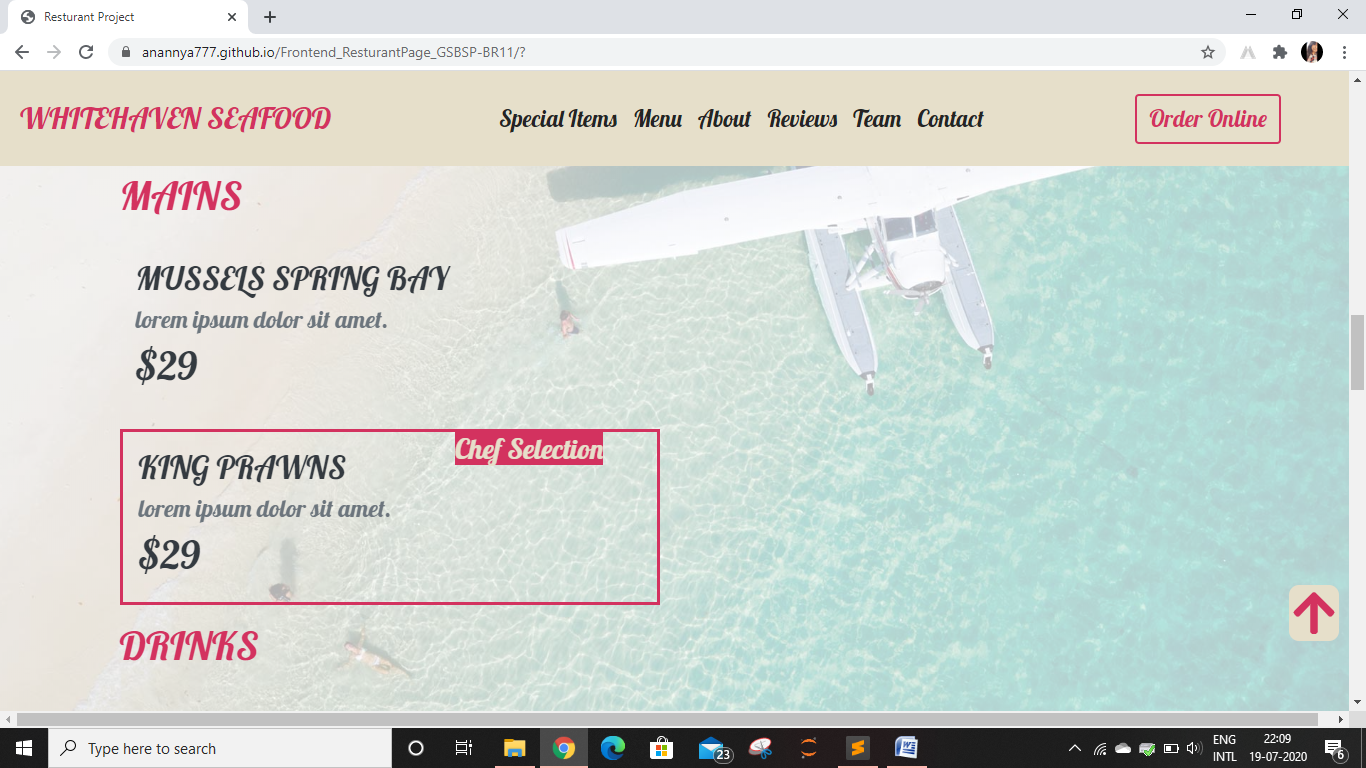 Resturant Project
anannya777.github.io/Frontend_ResturantPage_GSBSP-BR11/?
WHITEHAVEN SEAFOOD
Special Items Menu About Reviews Team Contact
Order Online
MAINS
MUSSELS SPRING BAY
lorem ipsum dolor sit amet.
$29
Chef Selection
KING PRAWNS
lorem ipsum dolor sit amet.
$29
DRINKS
Type here to search
23
ENG
INTL
22:09
19-07-2020
6